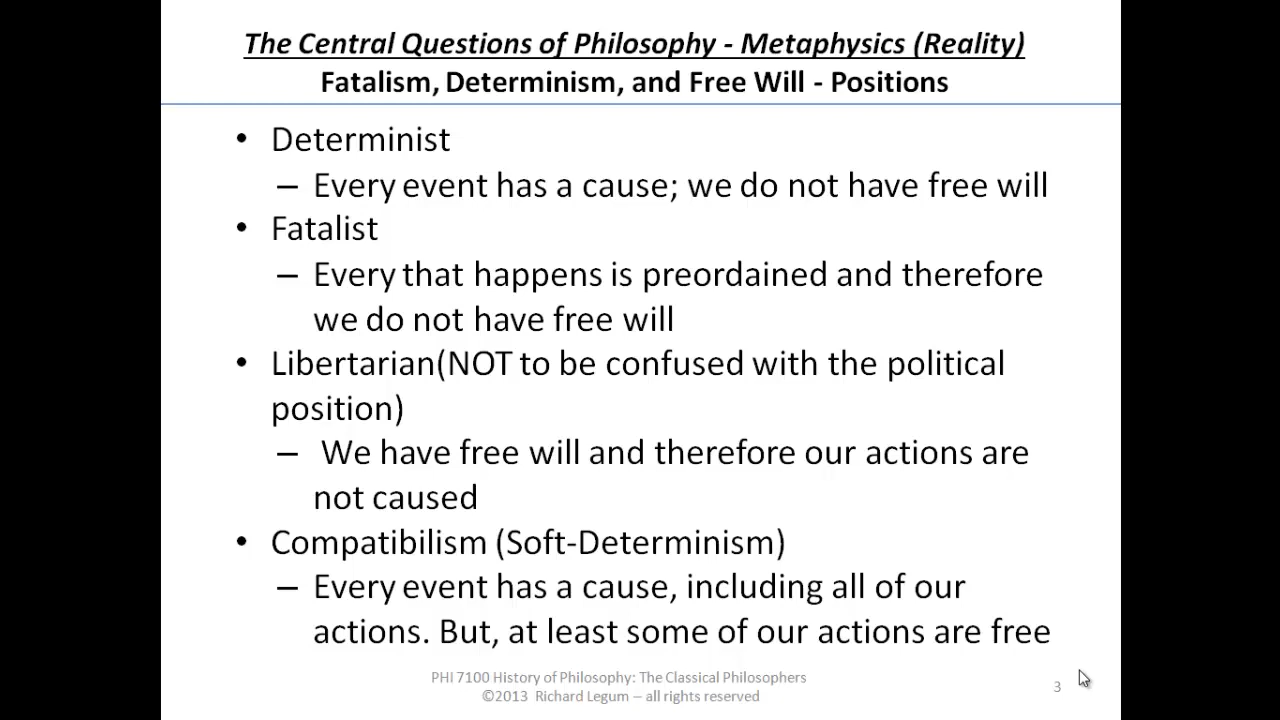 The Central Questions of Philosophy - Metaphysics (Reality)
Fatalism, Determinism, and Free Will - Positions
• Determinist
– Every event has a cause; we do not have free will
• Fatalist
– Every that happens is preordained and therefore
we do not have free will
• Libertarian(NOT to be confused with the political
position)
– We have free will and therefore our actions are
not caused
• Compatibilism (Soft-Determinism)
– Every event has a cause, including all of our
actions. But, at least some of our actions are free
PHI 7100 History of Philosophy: The Classical Philosophers
©2013 Richard Legum – all rights reserved
3